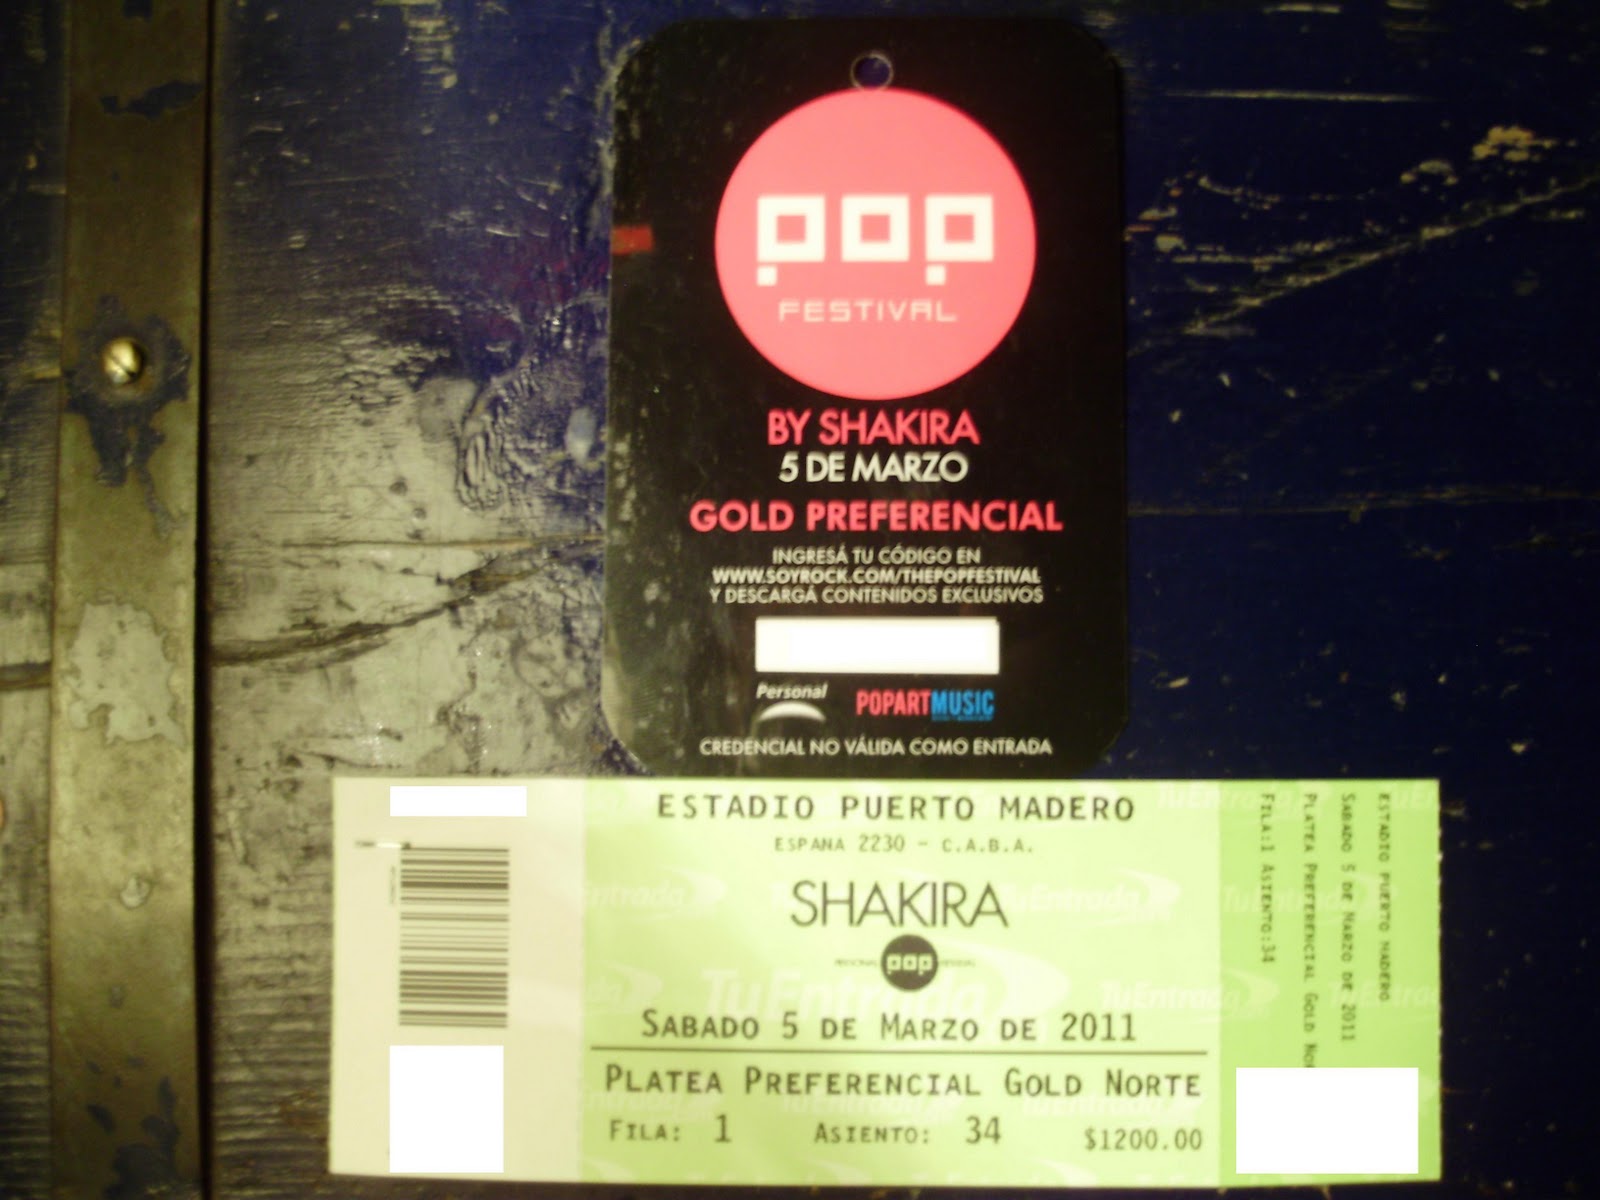 POP
FESTIVAL
BY SHAKIRA
5 DE MARZO
GOLD PREFERENCIAL
INGRESÁ TU CÓDIGO EN
WWW.SOYROCK.COM/THEPOPFESTIVAL
Y DESCARGÁ CONTENIDOS EXCLUSIVOS
Personal
POPARTMUSIC
CREDENCIAL NO VÁLIDA COMO ENTRADA
ESTADIO PUERTO MADERO
ESPANA 2230 - C.A.B.A.
SHAKIRA
PERSONAL POP FESTIVAL
SABADO 5 DE MARZO DE 2011
PLATEA PREFERENCIAL GOLD NORTE
FILA: 1 ASIENTO: 34 $1200.00
TuEntrada
ESTADIO PUERTO MADERO
SABADO 5 DE MARZO DE 2011
PLATEA PREFERENCIAL GOLD
FILA:1 ASIENTO:34